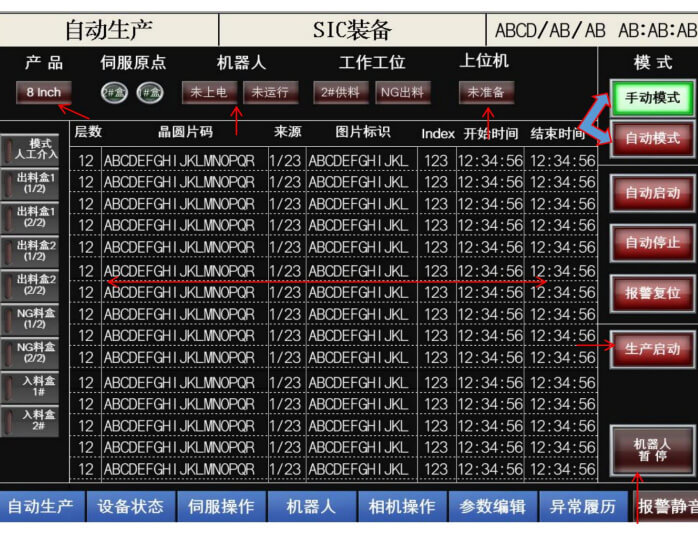 自动生产 SIC装备 ABCD/AB/AB AB:AB:AB
产品 伺服原点 机器人 工作工位 上位机 模式
8 Inch 2#盒 #盒 未上电 未运行 2#供料 NG出料 未准备 手动模式
层数 晶圆片码 来源 图片标识 Index 开始时间 结束时间 自动模式
模式
人工介入
12 ABCDEFGHIJKLMNOPQR 1/23 ABCDEFGHIJKL 123 12:34:56 12:34:56
出料盒1
(1/2)
12 ABCDEFGHIJKLMNOPQR 1/23 ABCDEFGHIJKL 123 12:34:56 12:34:56
自动启动
12 ABCDEFGHIJKLMNOPQR 1/23 ABCDEFGHIJKL 123 12:34:56 12:34:56
出料盒1
(2/2)
12 ABCDEFGHIJKLMNOPQR 1/23 ABCDEFGHIJKL 123 12:34:56 12:34:56
出料盒2
(1/2)
12 ABCDEFGHIJKLMNOPQR 1/23 ABCDEFGHIJKL 123 12:34:56 12:34:56
自动停止
12 ABCDEFGHIJKLMNOPQR 1/23 ABCDEFGHIJKL 123 12:34:56 12:34:56
出料盒2
(2/2)
12 ABCDEFGHIJKLMNOPQR 1/23 ABCDEFGHIJKL 123 12:34:56 12:34:56
报警复位
12 ABCDEFGHIJKLMNOPQR 1/23 ABCDEFGHIJKL 123 12:34:56 12:34:56
NG料盒
(1/2)
12 ABCDEFGHIJKLMNOPQR 1/23 ABCDEFGHIJKL 123 12:34:56 12:34:56
NG料盒
(2/2)
12 ABCDEFGHIJKLMNOPQR 1/23 ABCDEFGHIJKL 123 12:34:56 12:34:56
生产启动
12 ABCDEFGHIJKLMNOPQR 1/23 ABCDEFGHIJKL 123 12:34:56 12:34:56
入料盒
1#
12 ABCDEFGHIJKLMNOPQR 1/23 ABCDEFGHIJKL 123 12:34:56 12:34:56
入料盒
2#
12 ABCDEFGHIJKLMNOPQR 1/23 ABCDEFGHIJKL 123 12:34:56 12:34:56
12 ABCDEFGHIJKLMNOPQR 1/23 ABCDEFGHIJKL 123 12:34:56 12:34:56
机器人
暂停
12 ABCDEFGHIJKLMNOPQR 1/23 ABCDEFGHIJKL 123 12:34:56 12:34:56
自动生产 设备状态 伺服操作 机器人 相机操作 参数编辑 异常履历 报警静音